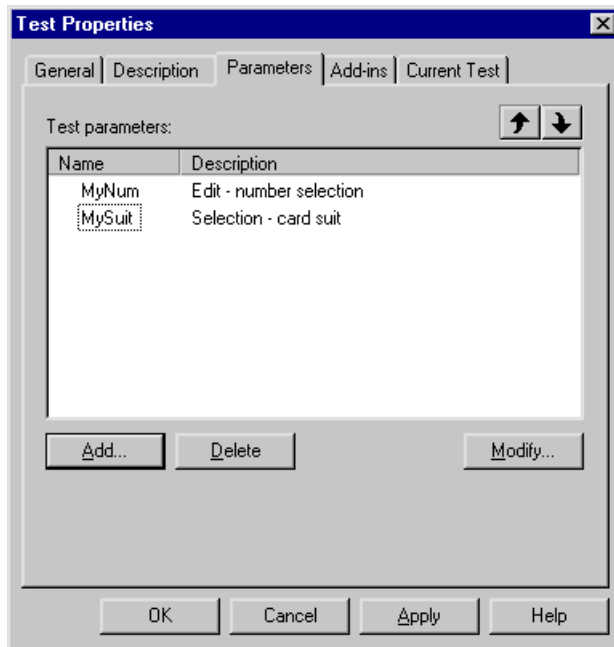 Test Properties
General Description Parameters Add-ins Current Test
Test parameters:
Name Description
MyNum Edit - number selection
MySuit Selection - card suit
Add... Delete Modify...
OK Cancel Apply Help